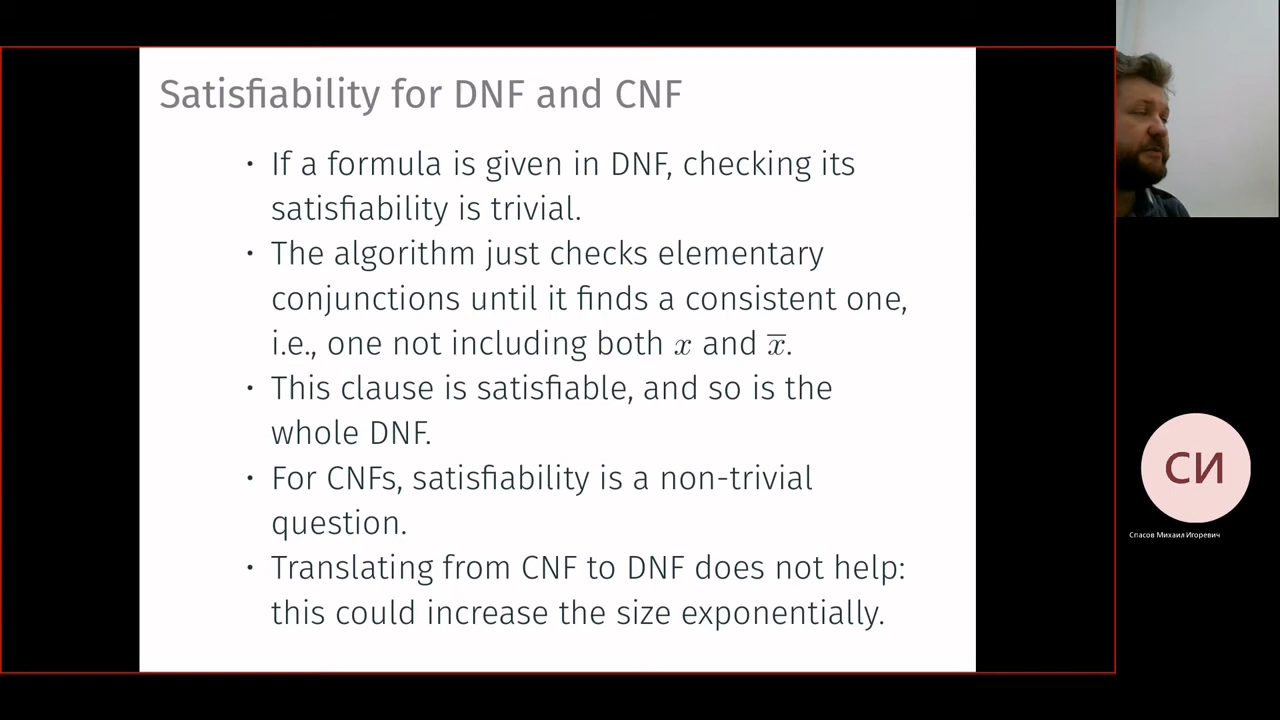 Satisfiability for DNF and CNF
• If a formula is given in DNF, checking its
satisfiability is trivial.
• The algorithm just checks elementary
conjunctions until it finds a consistent one,
i.e., one not including both x and x̅.
• This clause is satisfiable, and so is the
whole DNF.
• For CNFs, satisfiability is a non-trivial
question.
• Translating from CNF to DNF does not help:
this could increase the size exponentially.
СИ
Спасов Михаил Игоревич